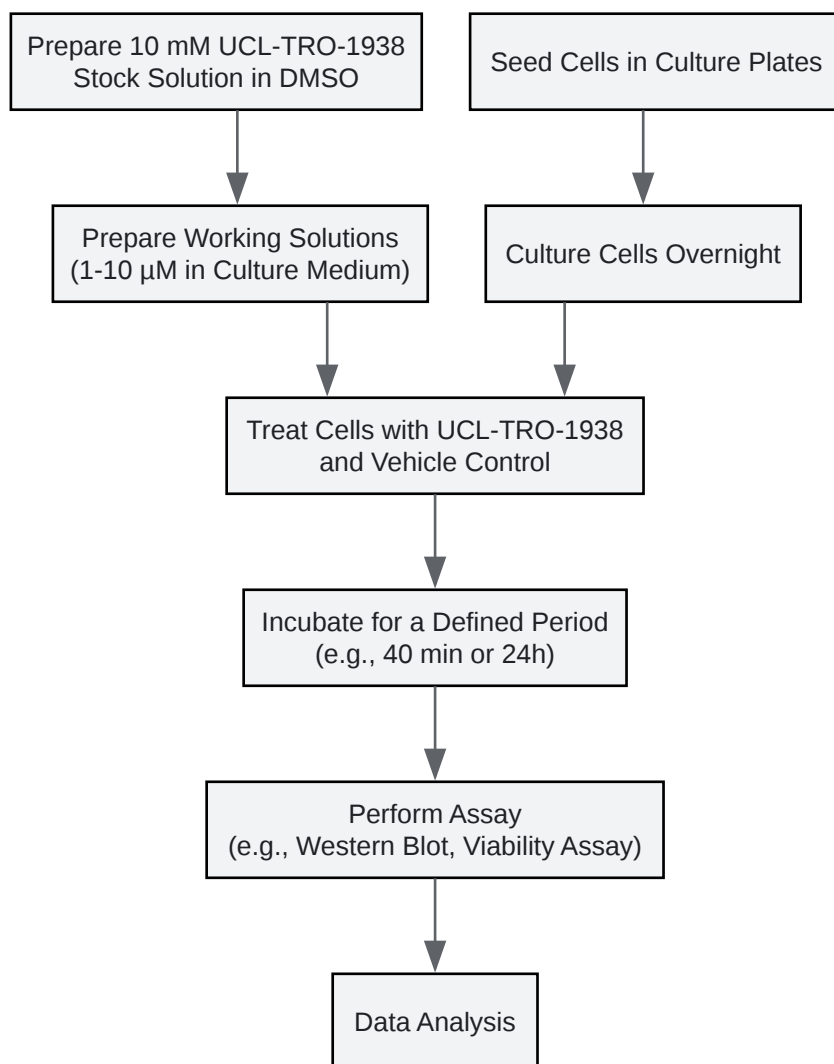 Prepare 10 mM UCL-TRO-1938
Stock Solution in DMSO
Seed Cells in Culture Plates
Prepare Working Solutions
(1-10 µM in Culture Medium)
Culture Cells Overnight
Treat Cells with UCL-TRO-1938
and Vehicle Control
Incubate for a Defined Period
(e.g., 40 min or 24h)
Perform Assay
(e.g., Western Blot, Viability Assay)
Data Analysis